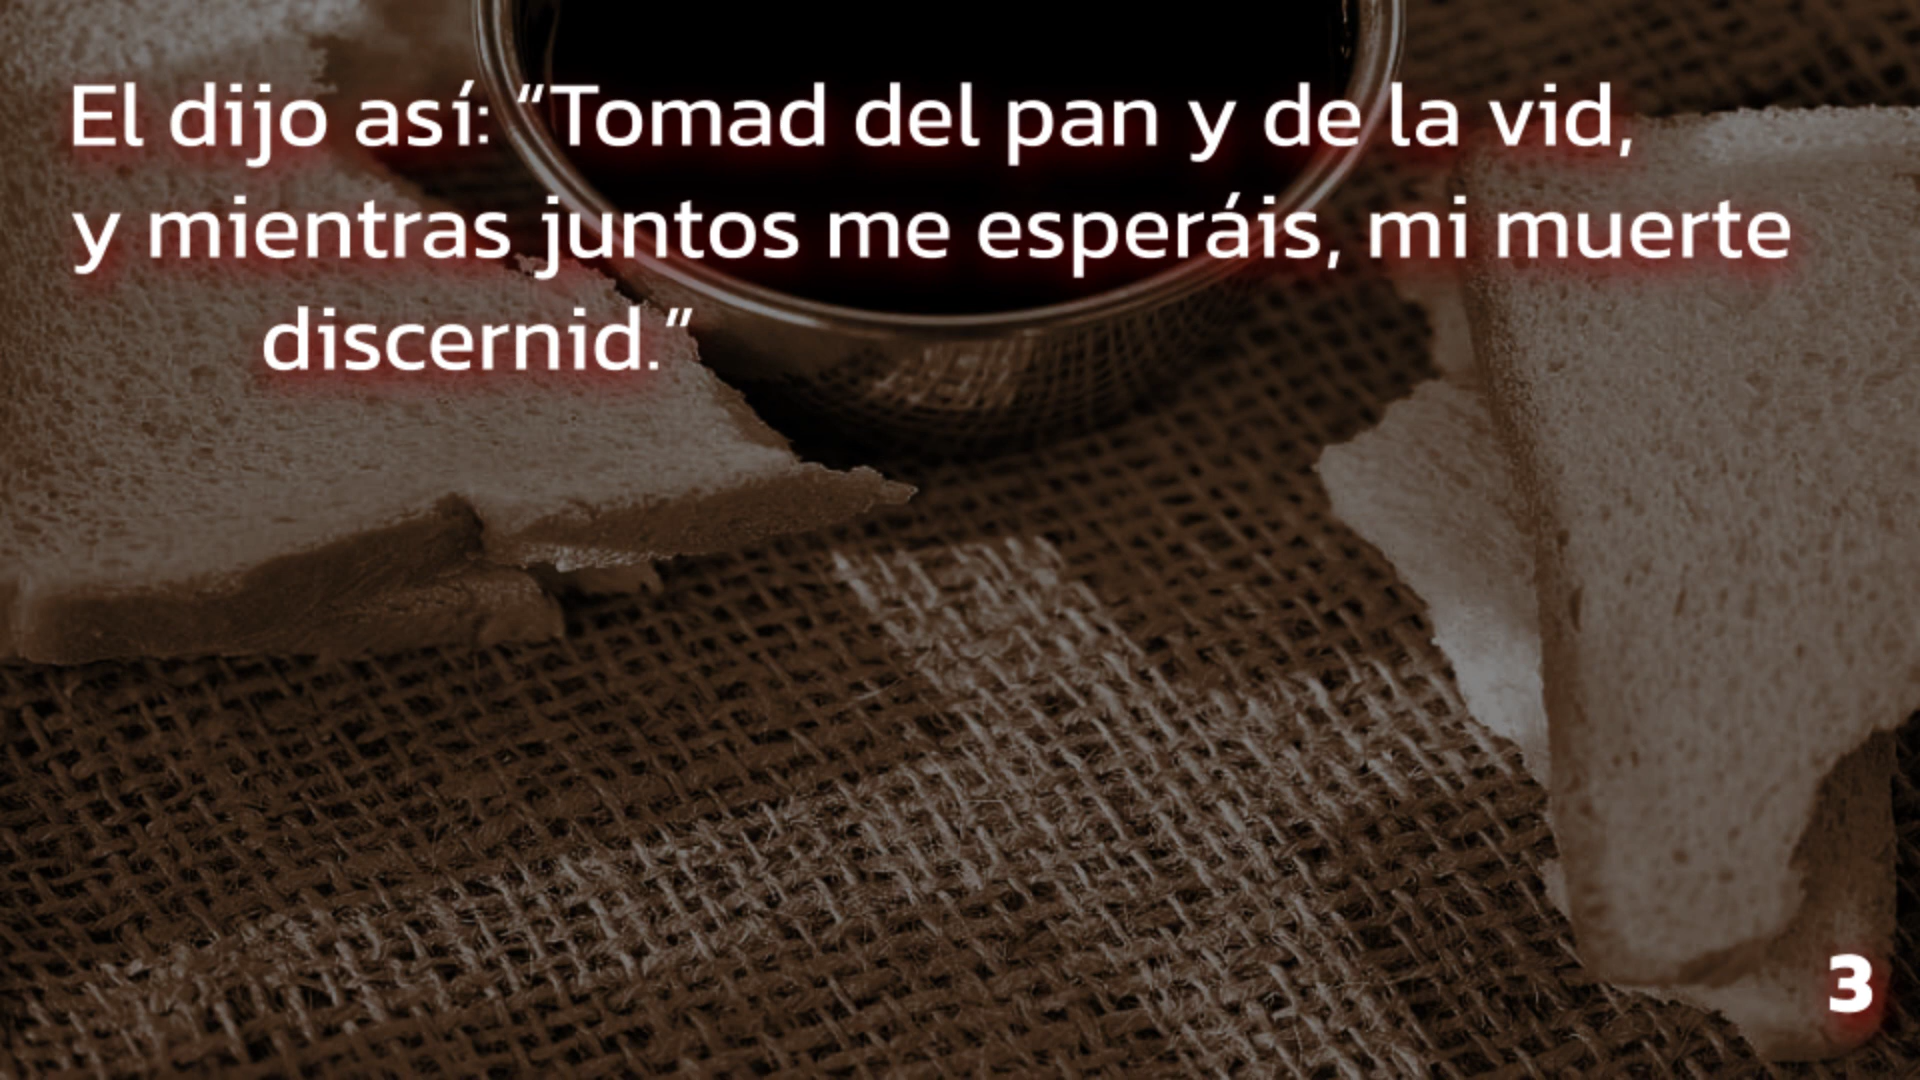 El dijo así: “Tomad del pan y de la vid,
y mientras juntos me esperáis, mi muerte
discernid.”
3